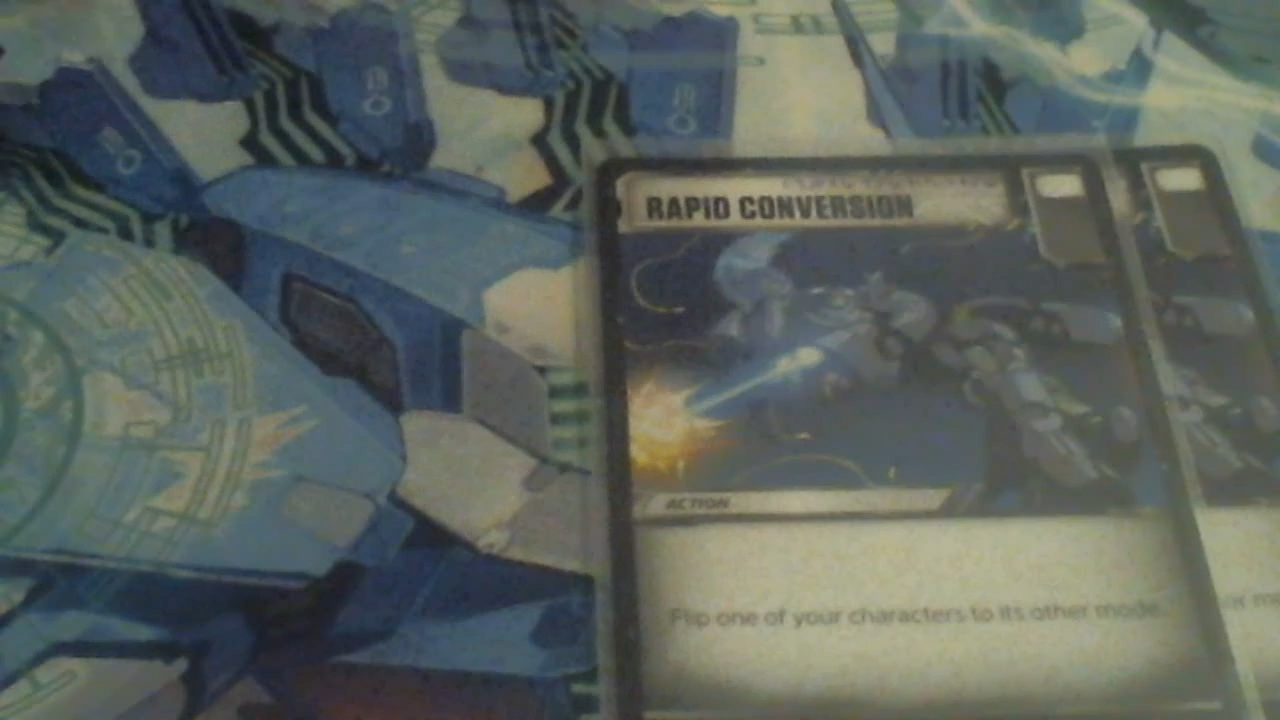 RAPID CONVERSION
ACTION
Flip one of your characters to its other mode.